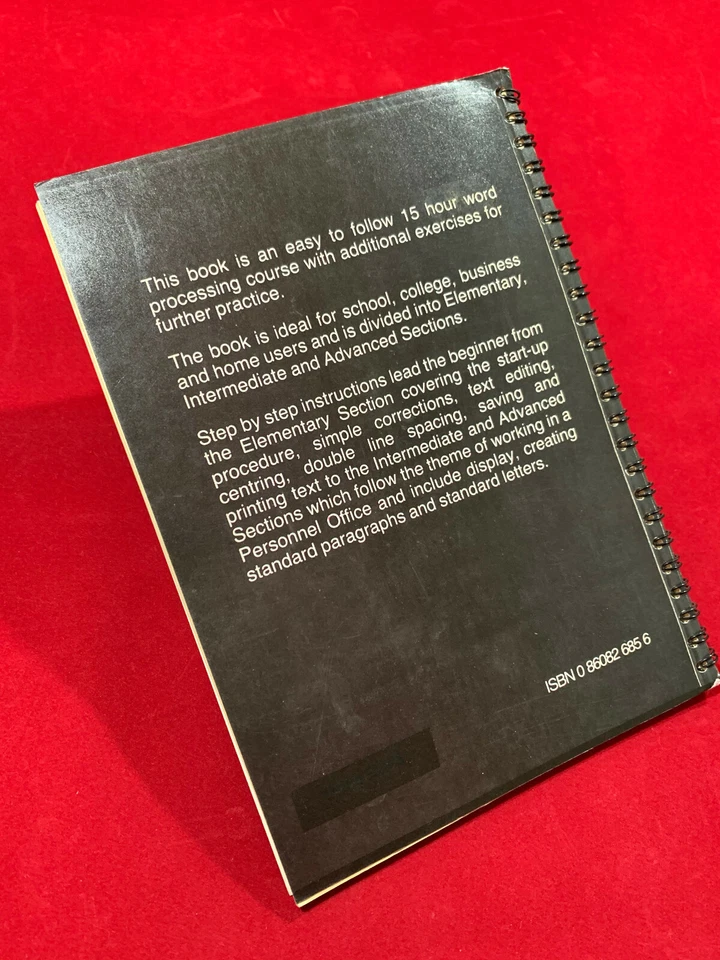 This book is an easy to follow 15 hour word
processing course with additional exercises for
further practice.
The book is ideal for school, college, business
and home users and is divided into Elementary,
Intermediate and Advanced Sections.
Step by step instructions lead the beginner from
the Elementary Section covering the start-up
procedure, simple corrections, text editing,
centring, double line spacing, saving and
printing text to the Intermediate and Advanced
Sections which follow the theme of working in a
Personnel Office and include display, creating
standard paragraphs and standard letters.
ISBN 0 86082 685 6